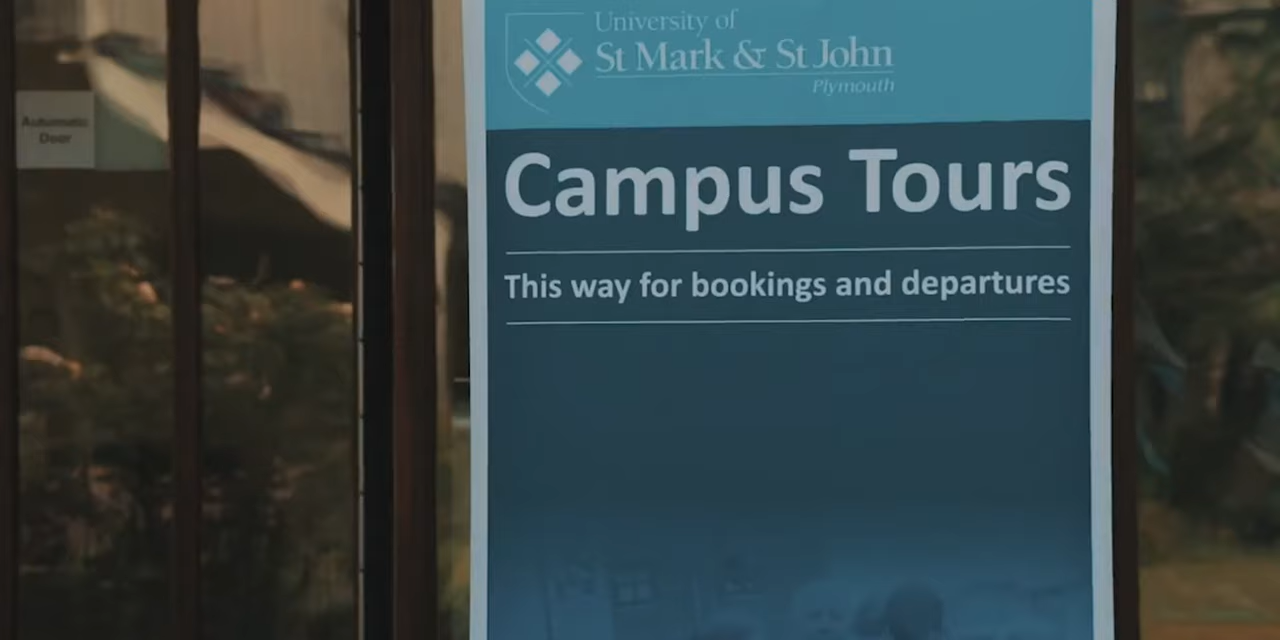 University of
St Mark & St John
Plymouth
Campus Tours
This way for bookings and departures
Automatic
Door